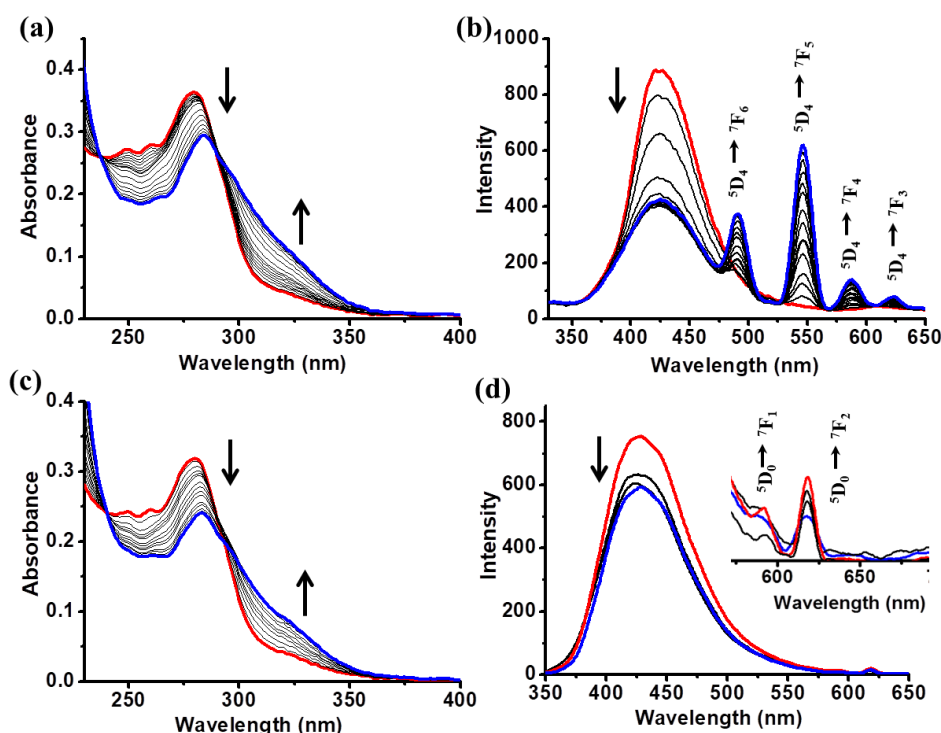 (a)
Absorbance
0.4
0.3
0.2
0.1
0.0
250 300 350 400
Wavelength (nm)
(b)
Intensity
1000
800
600
400
200
0
⁵D₄ → ⁷F₆
⁵D₄ → ⁷F₅
⁵D₄ → ⁷F₄
⁵D₄ → ⁷F₃
350 400 450 500 550 600 650
Wavelength (nm)
(c)
Absorbance
0.4
0.3
0.2
0.1
0.0
250 300 350 400
Wavelength (nm)
(d)
Intensity
800
600
400
200
0
⁵D₀ → ⁷F₁
⁵D₀ → ⁷F₂
600 650
Wavelength (nm)
350 400 450 500 550 600 650
Wavelength (nm)